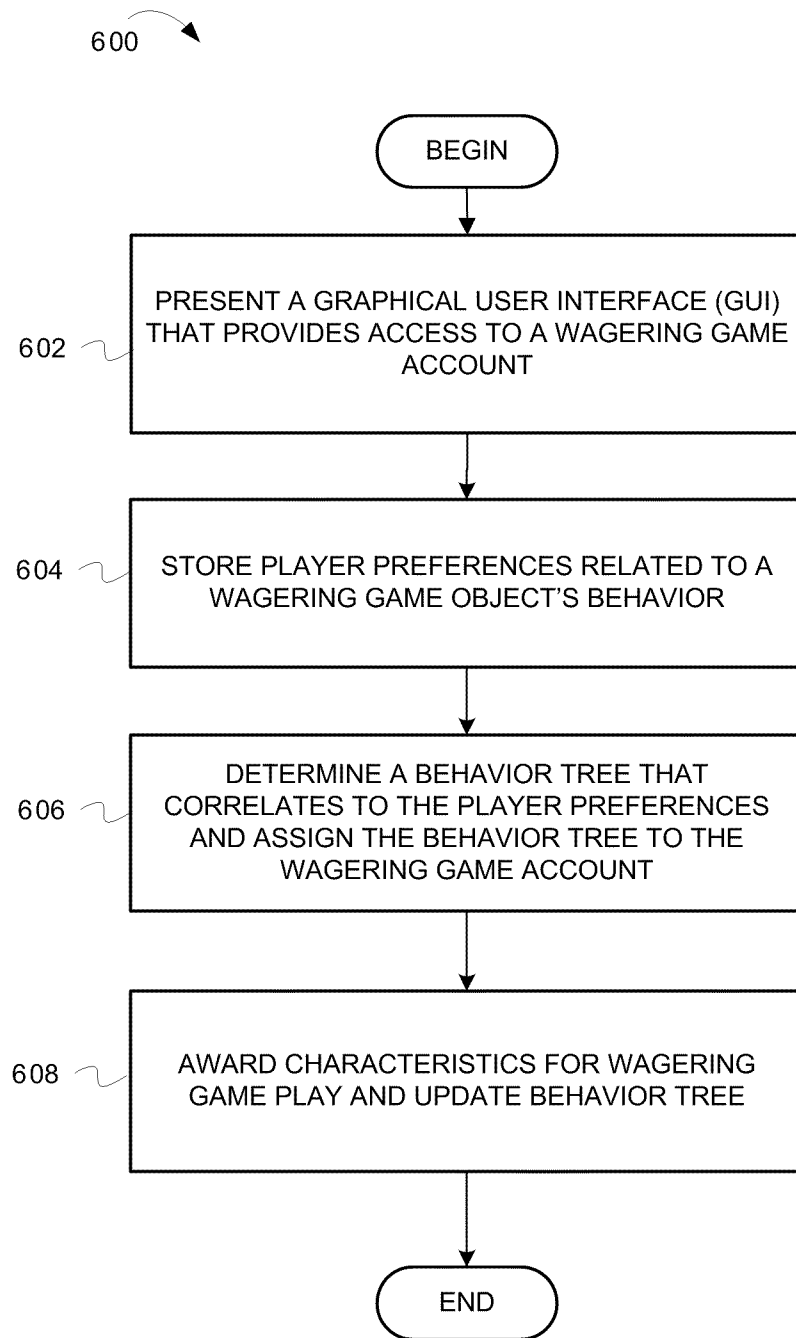 600
BEGIN
602
PRESENT A GRAPHICAL USER INTERFACE (GUI)
THAT PROVIDES ACCESS TO A WAGERING GAME
ACCOUNT
604
STORE PLAYER PREFERENCES RELATED TO A
WAGERING GAME OBJECT'S BEHAVIOR
606
DETERMINE A BEHAVIOR TREE THAT
CORRELATES TO THE PLAYER PREFERENCES
AND ASSIGN THE BEHAVIOR TREE TO THE
WAGERING GAME ACCOUNT
608
AWARD CHARACTERISTICS FOR WAGERING
GAME PLAY AND UPDATE BEHAVIOR TREE
END